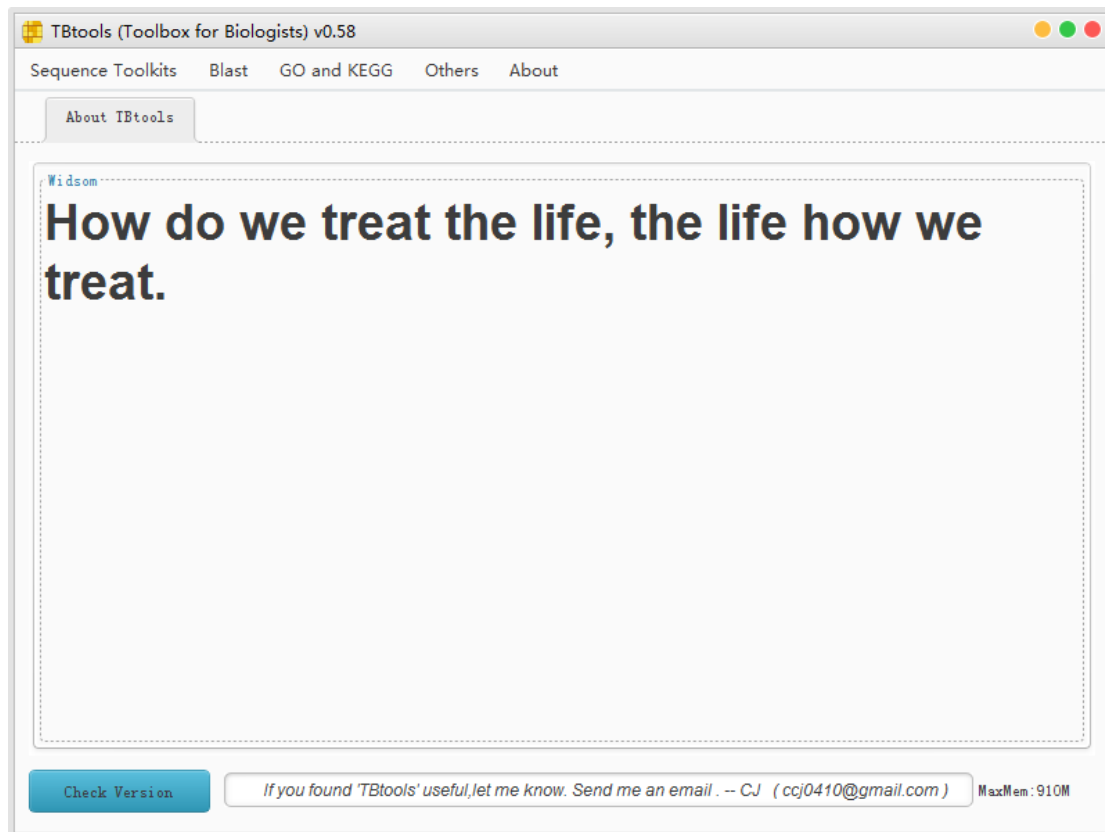 TBtools (Toolbox for Biologists) v0.58
Sequence Toolkits Blast GO and KEGG Others About
About TBtools
Widsom
How do we treat the life, the life how we
treat.
Check Version If you found 'TBtools' useful,let me know. Send me an email . -- CJ ( ccj0410@gmail.com ) MaxMem:910M